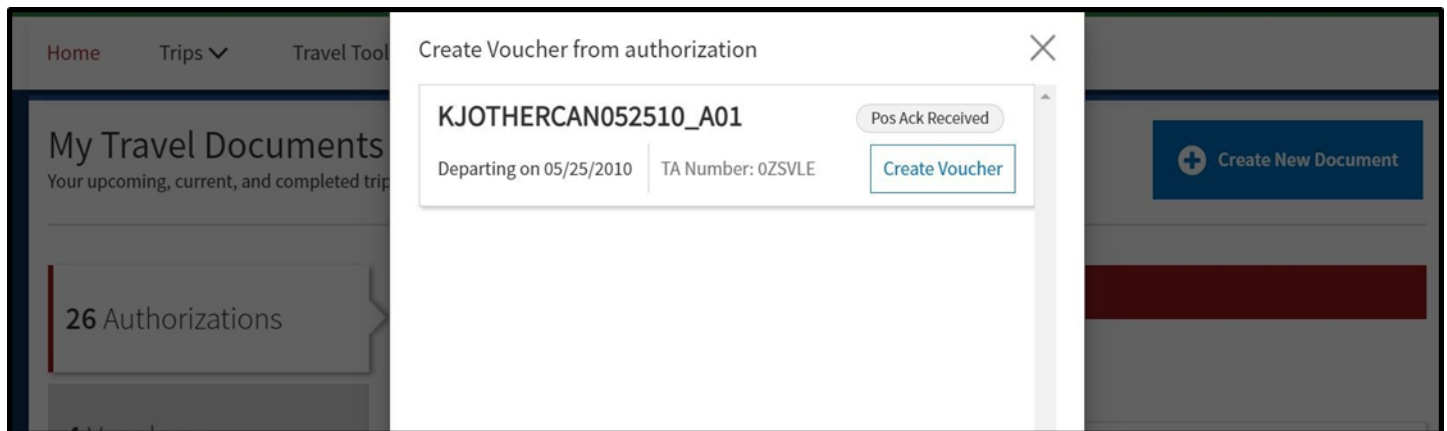 Home Trips Travel Tool
Create Voucher from authorization
KJOTHERCAN052510_A01 Pos Ack Received
Departing on 05/25/2010 TA Number: 0ZSVLE Create Voucher
My Travel Documents
Your upcoming, current, and completed trip
Create New Document
26 Authorizations